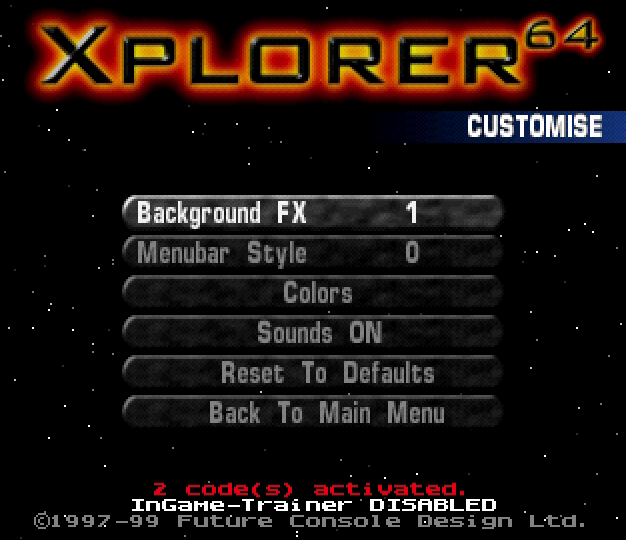 XPLORER64
CUSTOMISE
Background FX 1
Menubar Style 0
Colors
Sounds ON
Reset To Defaults
Back To Main Menu
2 code(s) activated.
InGame-Trainer DISABLED
©1997-99 Future Console Design Ltd.